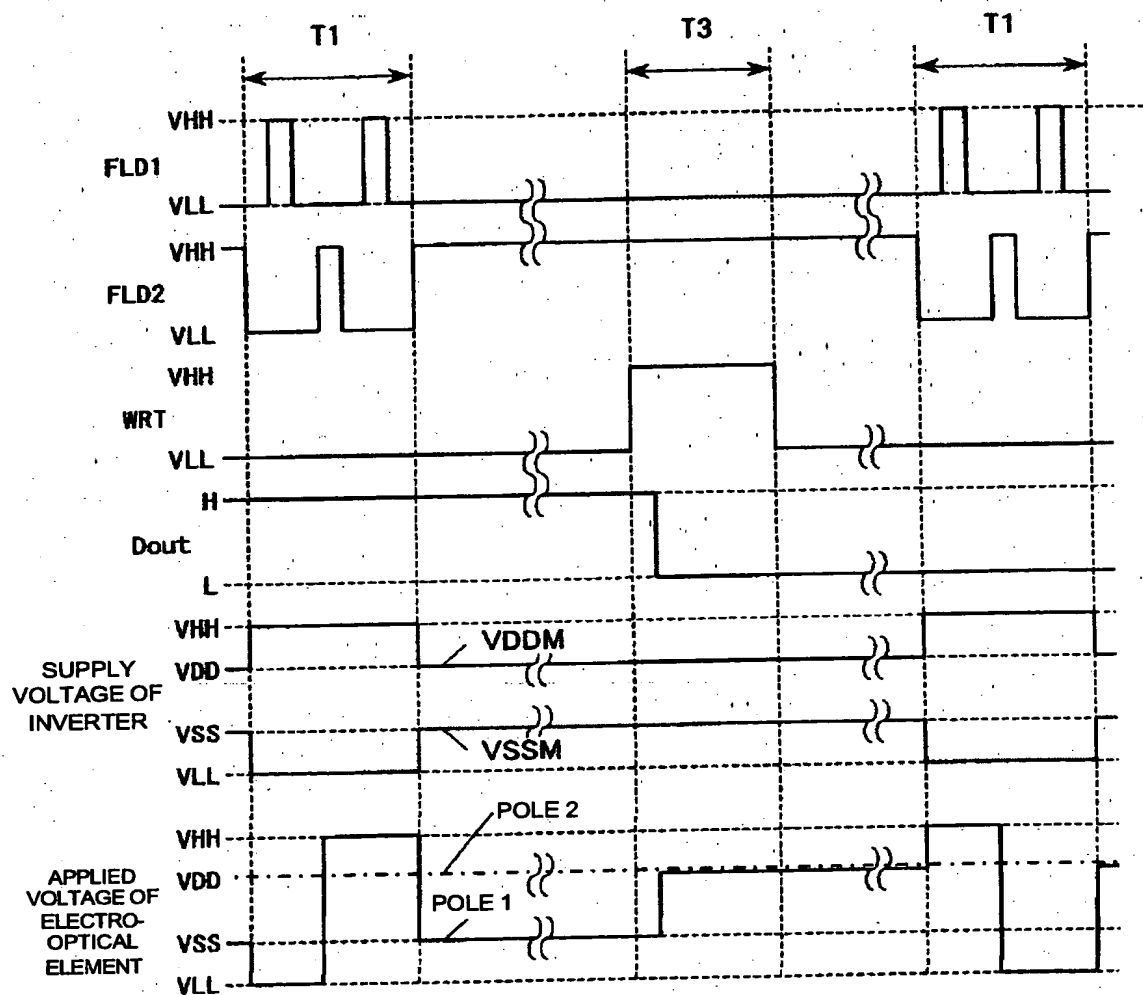 T1 T3 T1
VHH
FLD1
VLL
VHH
FLD2
VLL
VHH
WRT
VLL
H
Dout
L
VHH
VDDM
VDD
SUPPLY
VOLTAGE OF
INVERTER
VSS
VSSM
VLL
POLE 2
VHH
VDD
APPLIED
VOLTAGE OF
ELECTRO-
OPTICAL
ELEMENT
POLE 1
VSS
VLL